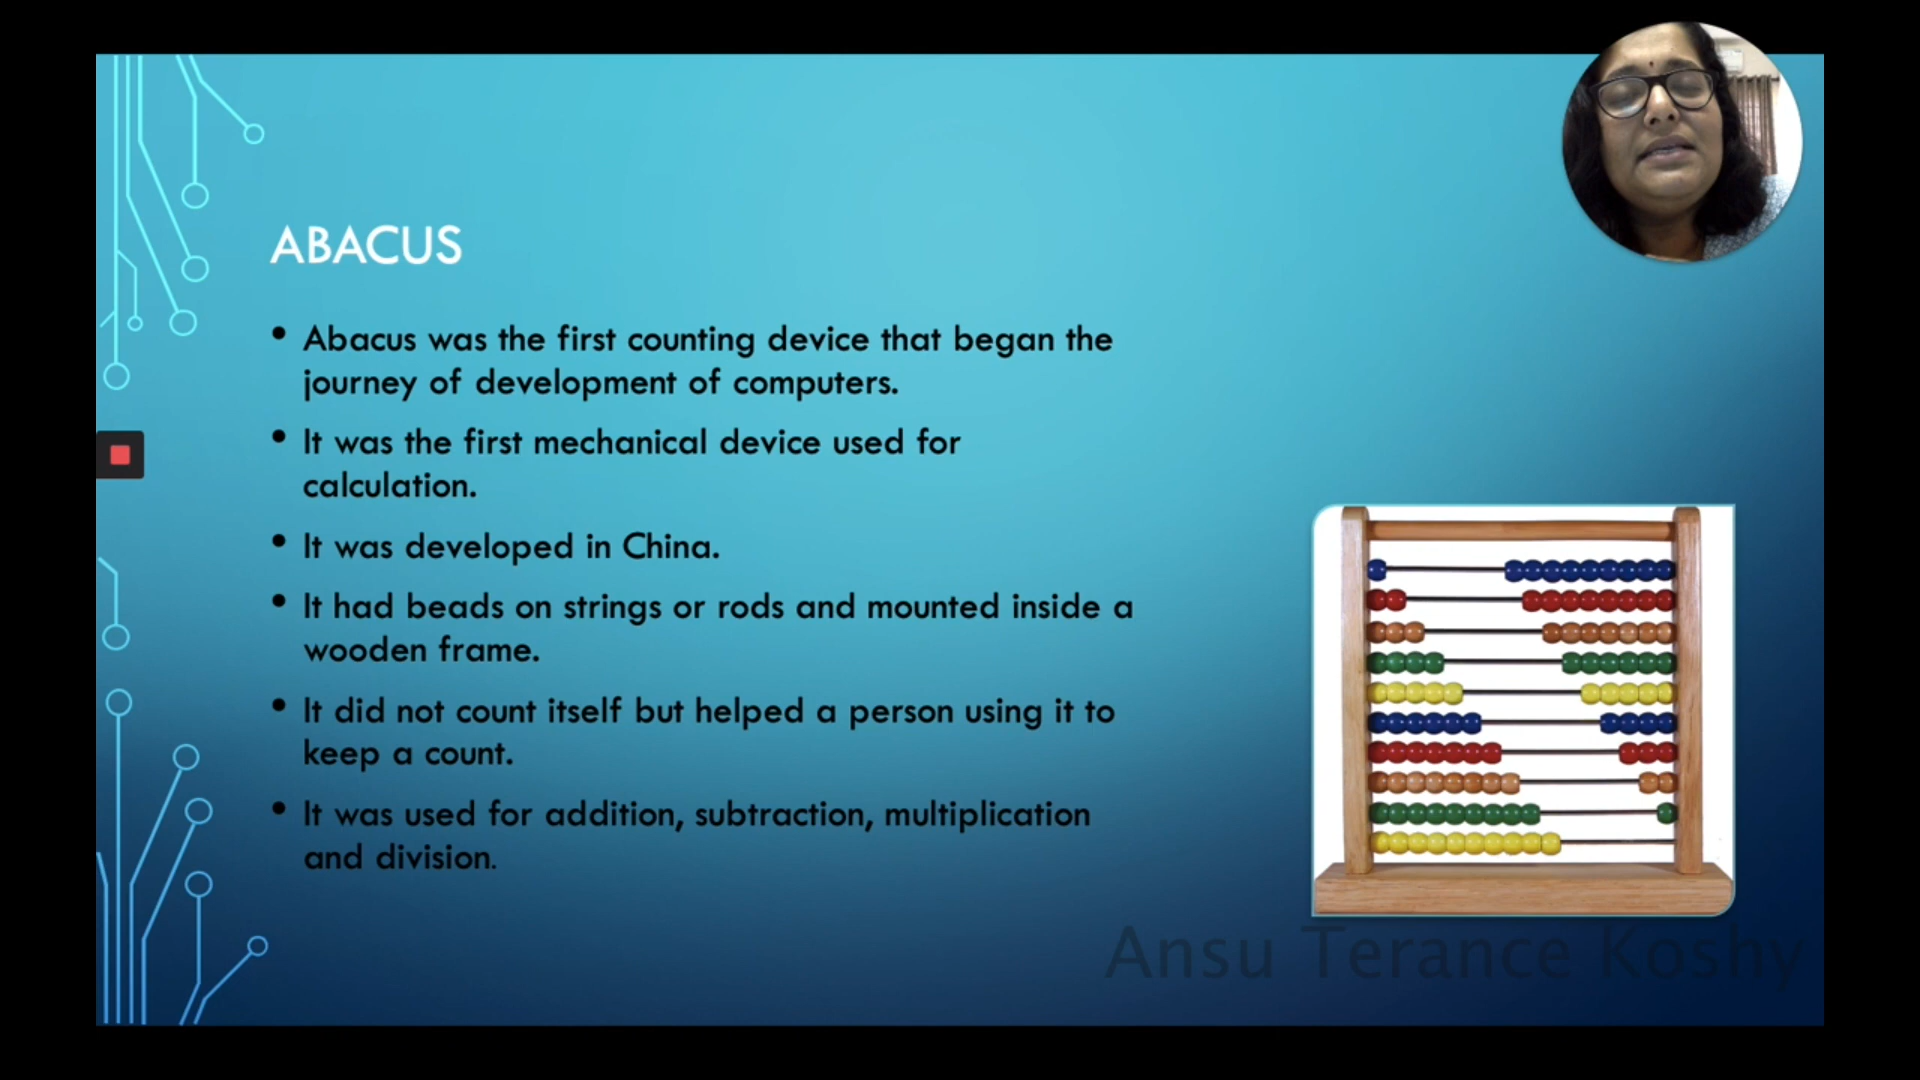 ABACUS
• Abacus was the first counting device that began the
journey of development of computers.
• It was the first mechanical device used for
calculation.
• It was developed in China.
• It had beads on strings or rods and mounted inside a
wooden frame.
• It did not count itself but helped a person using it to
keep a count.
• It was used for addition, subtraction, multiplication
and division.
Ansu Terance Koshy